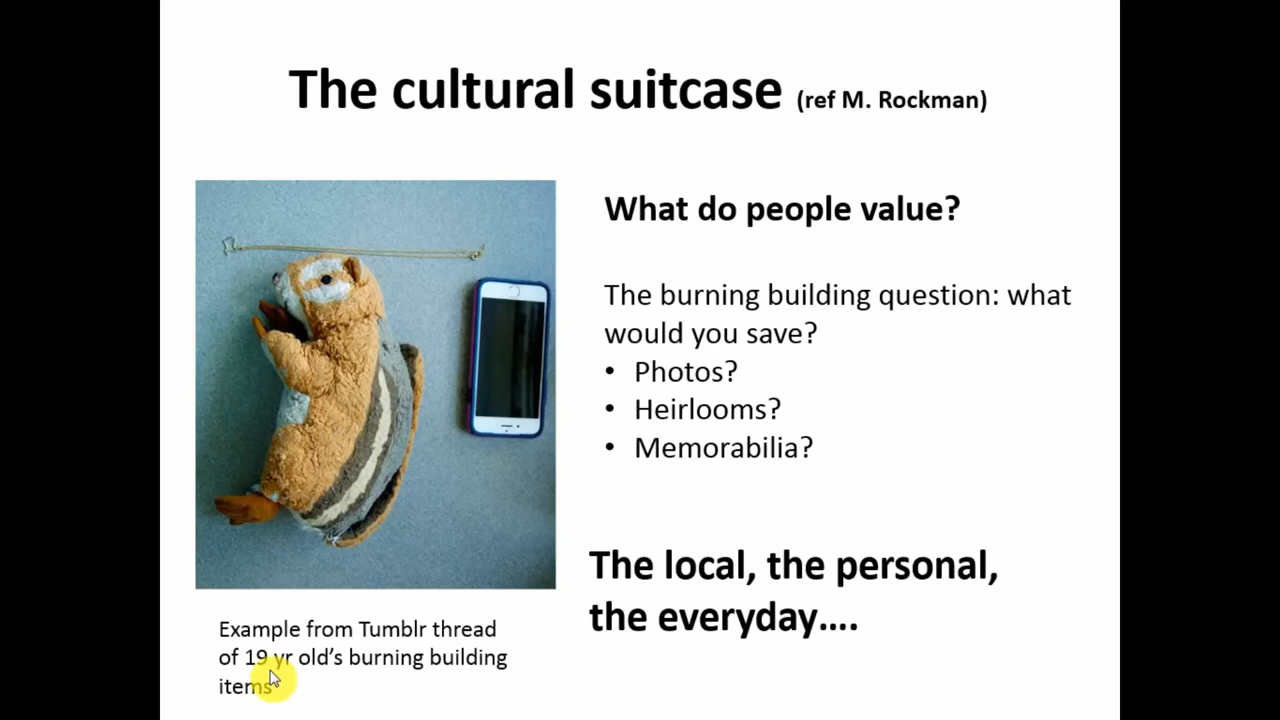 The cultural suitcase (ref M. Rockman)
What do people value?
The burning building question: what
would you save?
• Photos?
• Heirlooms?
• Memorabilia?
The local, the personal,
the everyday....
Example from Tumblr thread
of 19 yr old’s burning building
items